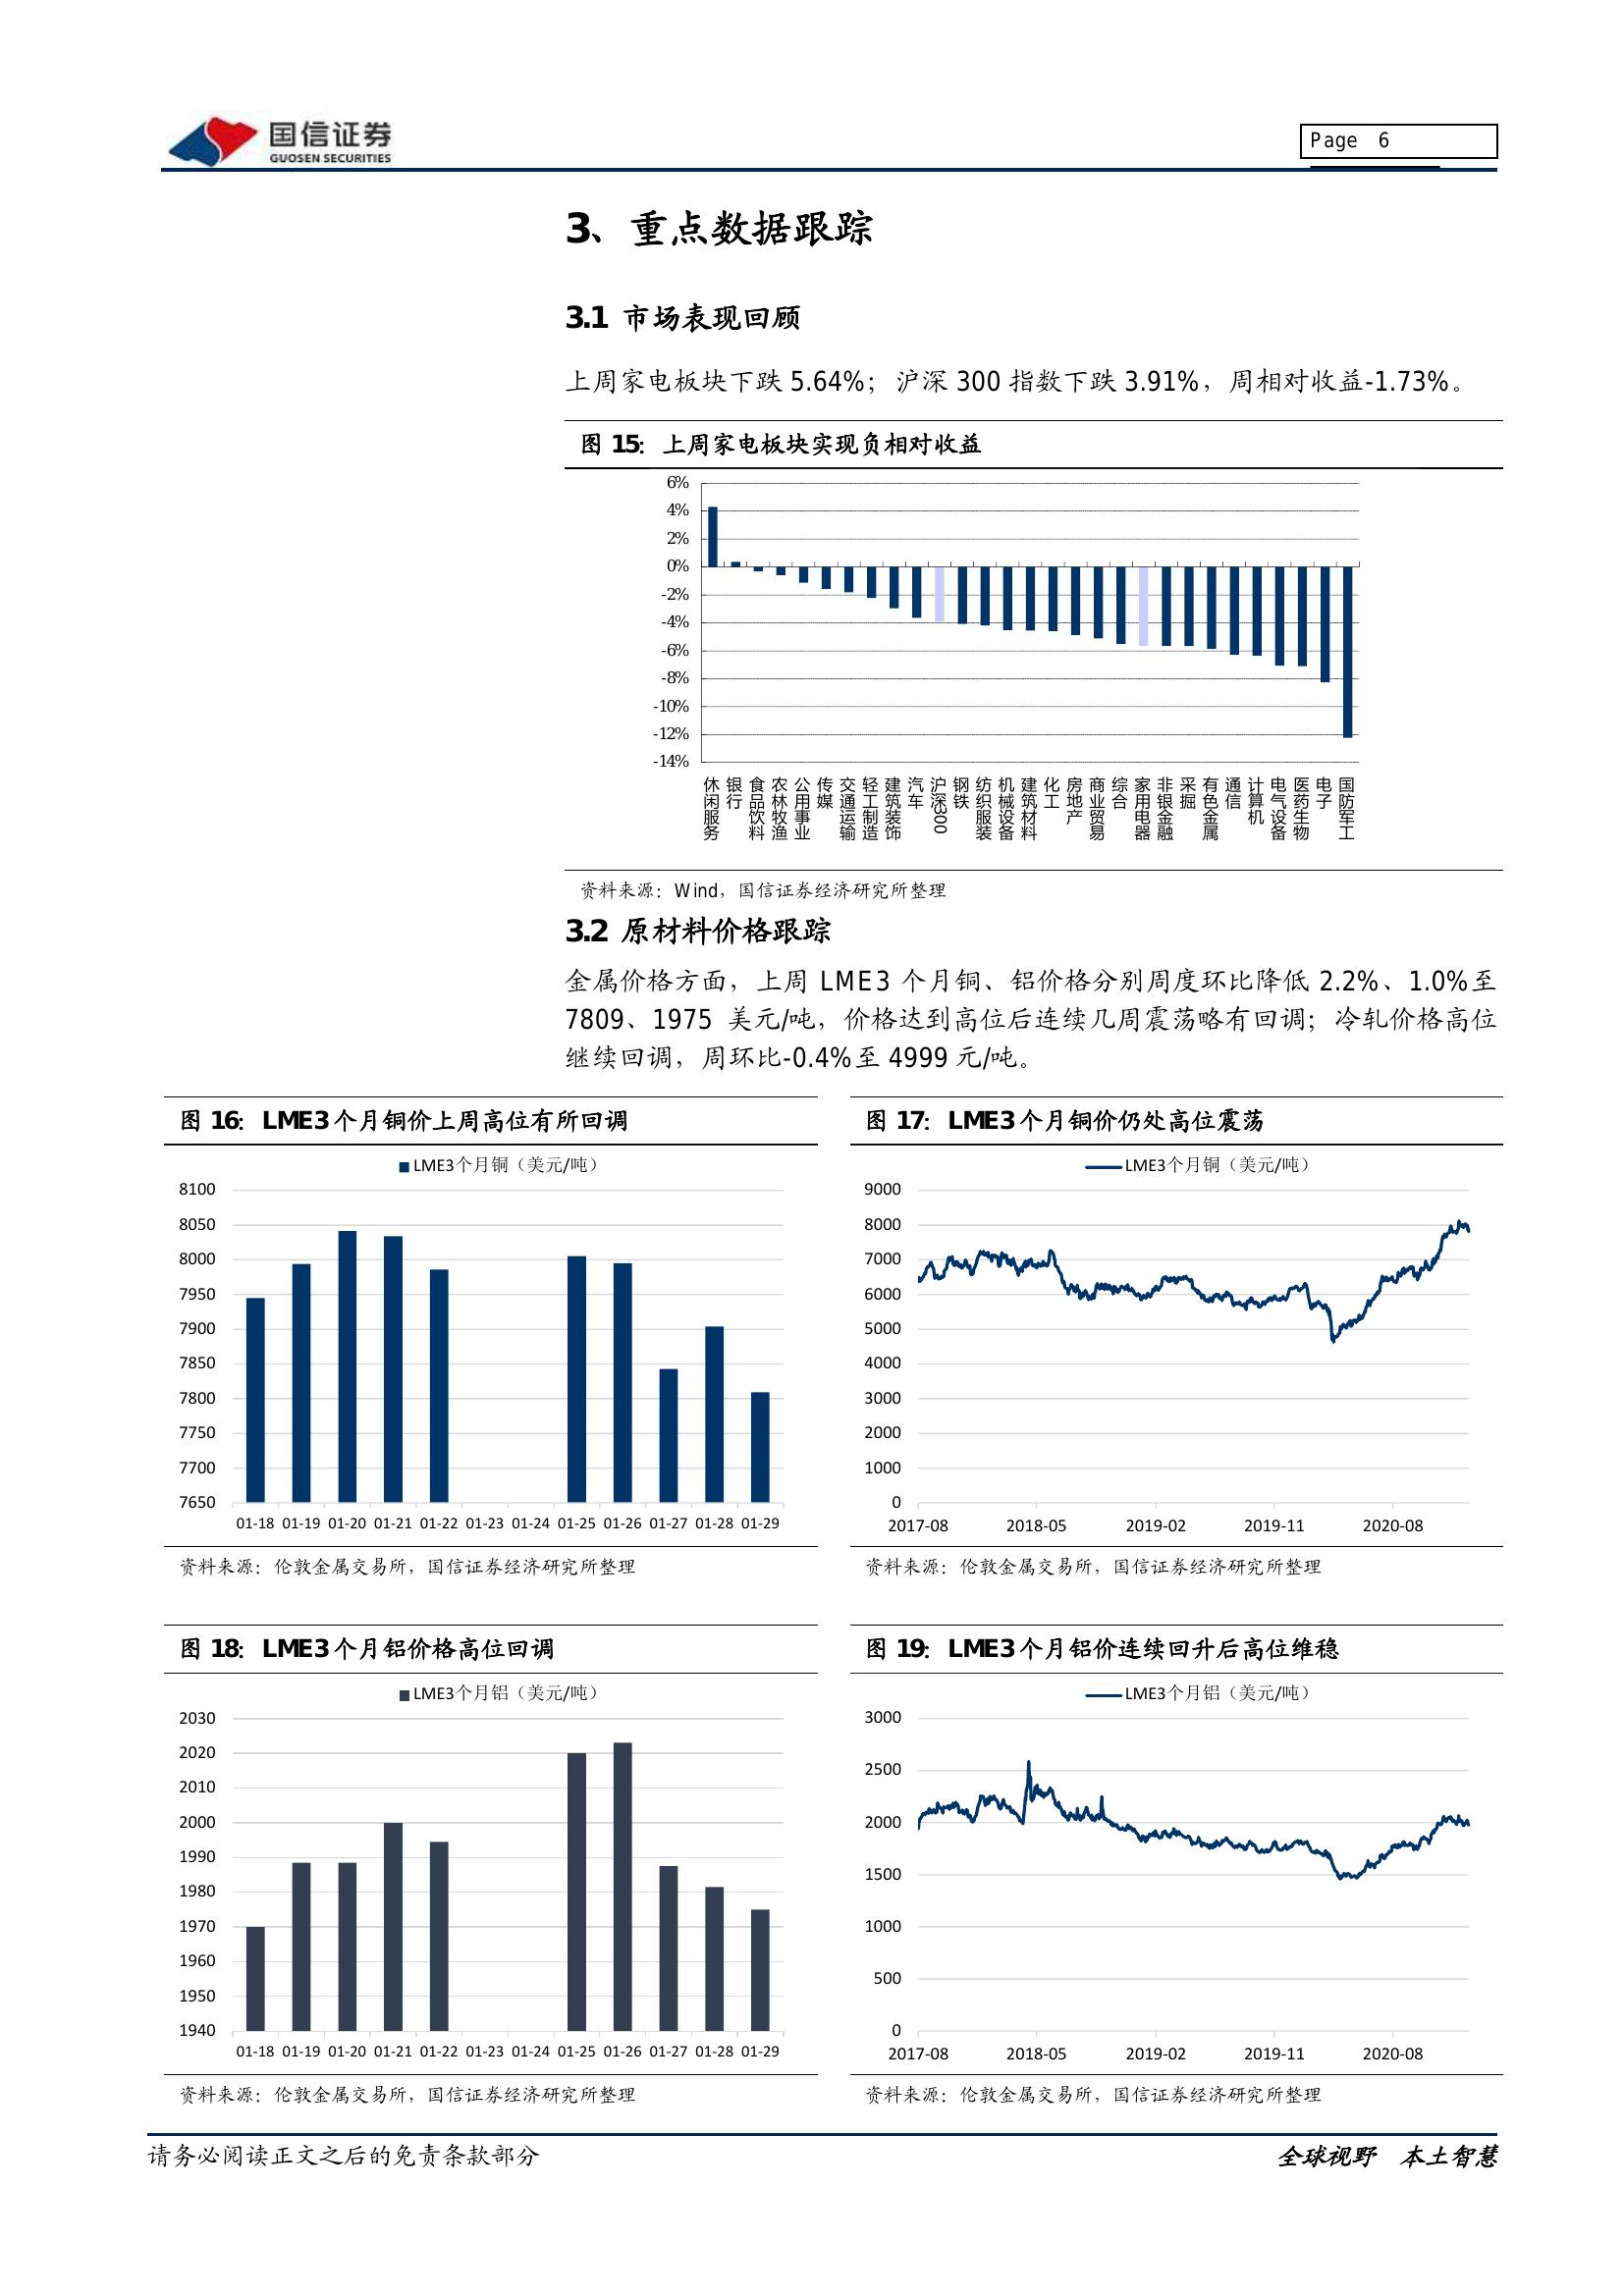 国信证券
GUOSEN SECURITIES
Page 6
3、重点数据跟踪
3.1 市场表现回顾
上周家电板块下跌 5.64%；沪深 300 指数下跌 3.91%，周相对收益-1.73%。
图 15：上周家电板块实现负相对收益
6%
4%
2%
0%
-2%
-4%
-6%
-8%
-10%
-12%
-14%
休闲服务 银行 食品饮料 农林牧渔 公用事业 传媒 交通运输 轻工制造 建筑装饰 汽车 沪深300 钢铁 纺织服装 机械设备 建筑材料 化工 房地产 商业贸易 综合 家用电器 非银金融 采掘 有色金属 通信 计算机 电气设备 医药生物 电子 国防军工
资料来源：Wind，国信证券经济研究所整理
3.2 原材料价格跟踪
金属价格方面，上周 LME3 个月铜、铝价格分别周度环比降低 2.2%、1.0%至
7809、1975 美元/吨，价格达到高位后连续几周震荡略有回调；冷轧价格高位
继续回调，周环比-0.4%至 4999 元/吨。
图 16：LME3 个月铜价上周高位有所回调
LME3个月铜（美元/吨）
8100
8050
8000
7950
7900
7850
7800
7750
7700
7650
01-18 01-19 01-20 01-21 01-22 01-23 01-24 01-25 01-26 01-27 01-28 01-29
资料来源：伦敦金属交易所，国信证券经济研究所整理
图 17：LME3 个月铜价仍处高位震荡
LME3个月铜（美元/吨）
9000
8000
7000
6000
5000
4000
3000
2000
1000
0
2017-08 2018-05 2019-02 2019-11 2020-08
资料来源：伦敦金属交易所，国信证券经济研究所整理
图 18：LME3 个月铝价格高位回调
LME3个月铝（美元/吨）
2030
2020
2010
2000
1990
1980
1970
1960
1950
1940
01-18 01-19 01-20 01-21 01-22 01-23 01-24 01-25 01-26 01-27 01-28 01-29
资料来源：伦敦金属交易所，国信证券经济研究所整理
图 19：LME3 个月铝价连续回升后高位维稳
LME3个月铝（美元/吨）
3000
2500
2000
1500
1000
500
0
2017-08 2018-05 2019-02 2019-11 2020-08
资料来源：伦敦金属交易所，国信证券经济研究所整理
请务必阅读正文之后的免责条款部分
全球视野 本土智慧